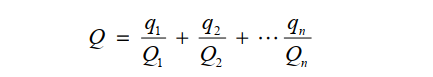 Q = q₁/Q₁ + q₂/Q₂ + ⋯ qₙ/Qₙ